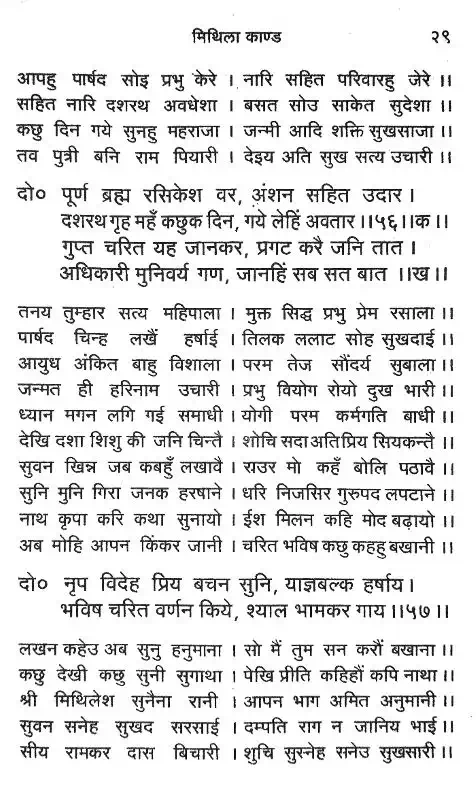 मिथिला काण्ड २९
आपहु पार्षद सोइ प्रभु केरे । नारि सहित परिवारहु जेरे ।।
सहित नारि दशरथ अवधेशा । बसत सोउ साकेत सुदेशा ।।
कछु दिन गये सुनहु महराजा । जन्मी आदि शक्ति सुखसाजा ।।
तव पुत्री बनि राम पियारी । देइय अति सुख सत्य उचारी ।।
दो० पूर्ण ब्रह्म रसिकेश वर, अंशन सहित उदार ।
दशरथ गृह महँ कछुक दिन, गये लेहिं अवतार ।।५६।।क।
गुप्त चरित यह जानकर, प्रगट करै जनि तात ।
अधिकारी मुनिवर्य गण, जानहिं सब सत बात ।।ख।।
तनय तुम्हार सत्य महिपाला । मुक्त सिद्ध प्रभु प्रेम रसाला ।।
पार्षद चिन्ह लखैं हर्षाई । तिलक ललाट सोह सुखदाई ।।
आयुध अंकित बाहु विशाला । परम तेज सौंदर्य सुबाला ।।
जन्मत ही हरिनाम उचारी । प्रभु वियोग रोयो दुख भारी ।।
ध्यान मगन लगि गई समाधी । योगी परम कर्मगति बाधी ।।
देखि दशा शिशु की जनि चिन्तै । शोचि सदा अतिप्रिय सियकन्तै ।।
सुवन खिन्न जब कबहुँ लखावै । राउर मो कहँ बोलि पठावै ।।
सुनि मुनि गिरा जनक हरषाने । धरि निजसिर गुरुपद लपटाने ।।
नाथ कृपा करि कथा सुनायो । ईश मिलन कहि मोद बढ़ायो ।।
अब मोहि आपन किंकर जानी । चरित भविष कछु कहहु बखानी ।।
दो० नृप विदेह प्रिय बचन सुनि, याज्ञबल्क हर्षाय ।
भविष चरित वर्णन किये, श्याल भामकर गाय ।।५७।।
लखन कहेउ अब सुनु हनुमाना । सो मैं तुम सन करौं बखाना ।।
कछु देखी कछु सुनी सुगाथा । पेखि प्रीति कहिहौं कपि नाथा ।।
श्री मिथिलेश सुनैना रानी । आपन भाग अमित अनुमानी ।।
सुवन सनेह सुखद सरसाई । दम्पति राग न जानिय भाई ।।
सीय रामकर दास बिचारी । शुचि सुस्नेह सनेउ सुखसारी ।।